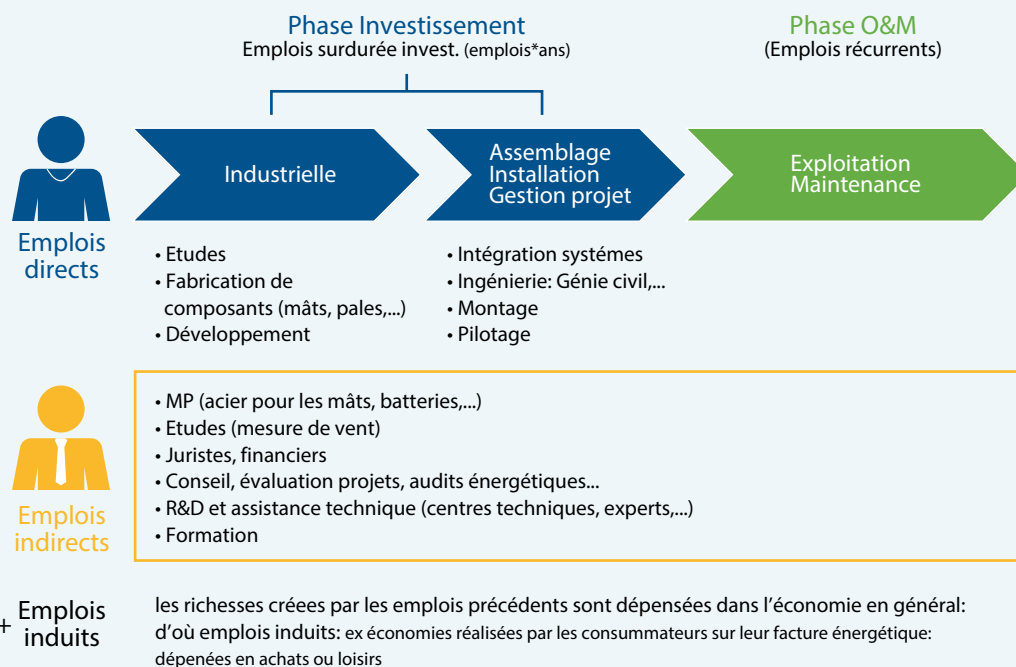 Phase Investissement
Emplois surdurée invest. (emplois*ans)
Phase O&M
(Emplois récurrents)
Industrielle
Assemblage
Installation
Gestion projet
Exploitation
Maintenance
Emplois
directs
• Etudes
• Fabrication de
composants (mâts, pales,...)
• Développement
• Intégration systémes
• Ingénierie: Génie civil,...
• Montage
• Pilotage
Emplois
indirects
• MP (acier pour les mâts, batteries,...)
• Etudes (mesure de vent)
• Juristes, financiers
• Conseil, évaluation projets, audits énergétiques...
• R&D et assistance technique (centres techniques, experts,...)
• Formation
+ Emplois
induits
les richesses créees par les emplois précédents sont dépensées dans l'économie en général:
d'où emplois induits: ex économies réalisées par les consummateurs sur leur facture énergétique:
dépenées en achats ou loisirs